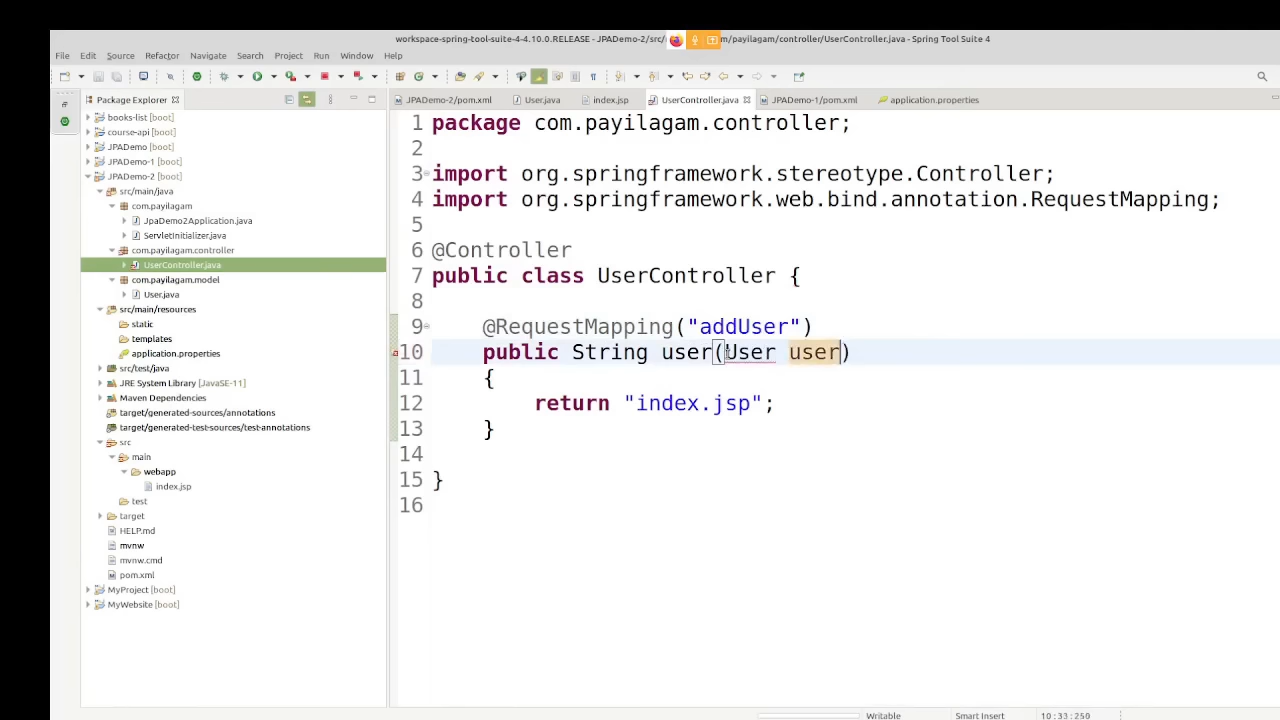 workspace-spring-tool-suite-4-4.10.0.RELEASE - JPADemo-2/src/ m/payilagam/controller/UserController.java - Spring Tool Suite 4
File Edit Source Refactor Navigate Search Project Run Window Help
Package Explorer
JPADemo-2/pom.xml User.java index.jsp UserController.java JPADemo-1/pom.xml application.properties
books-list [boot]
course-api [boot]
JPADemo [boot]
JPADemo-1 [boot]
JPADemo-2 [boot]
src/main/java
com.payilagam
JpaDemo2Application.java
ServletInitializer.java
com.payilagam.controller
UserController.java
com.payilagam.model
User.java
src/main/resources
static
templates
application.properties
src/test/java
JRE System Library [JavaSE-11]
Maven Dependencies
target/generated-sources/annotations
target/generated-test-sources/test-annotations
src
main
webapp
index.jsp
test
target
HELP.md
mvnw
mvnw.cmd
pom.xml
MyProject [boot]
MyWebsite [boot]
1 package com.payilagam.controller;
2
3 import org.springframework.stereotype.Controller;
4 import org.springframework.web.bind.annotation.RequestMapping;
5
6 @Controller
7 public class UserController {
8
9 @RequestMapping("addUser")
10 public String user(User user)
11 {
12 return "index.jsp";
13 }
14
15 }
16
Writable Smart Insert 10:33:250